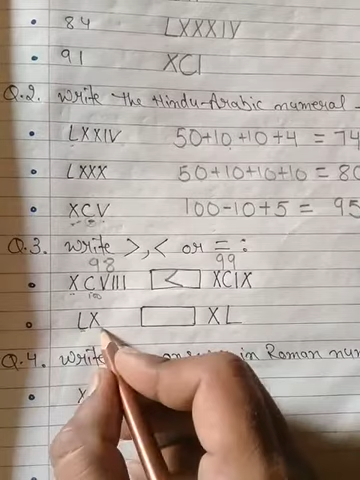 84 LXXXIV
91 XCI
Q.2. Write the Hindu-Arabic numeral
LXXIV 50+10+10+4 = 74
LXXX 50+10+10+10 = 80
XCV 100-10+5 = 95
Q.3. Write >, < or = :
98 99
XCVIII < XCIX
10
LX XL
Q.4. Write in Roman num